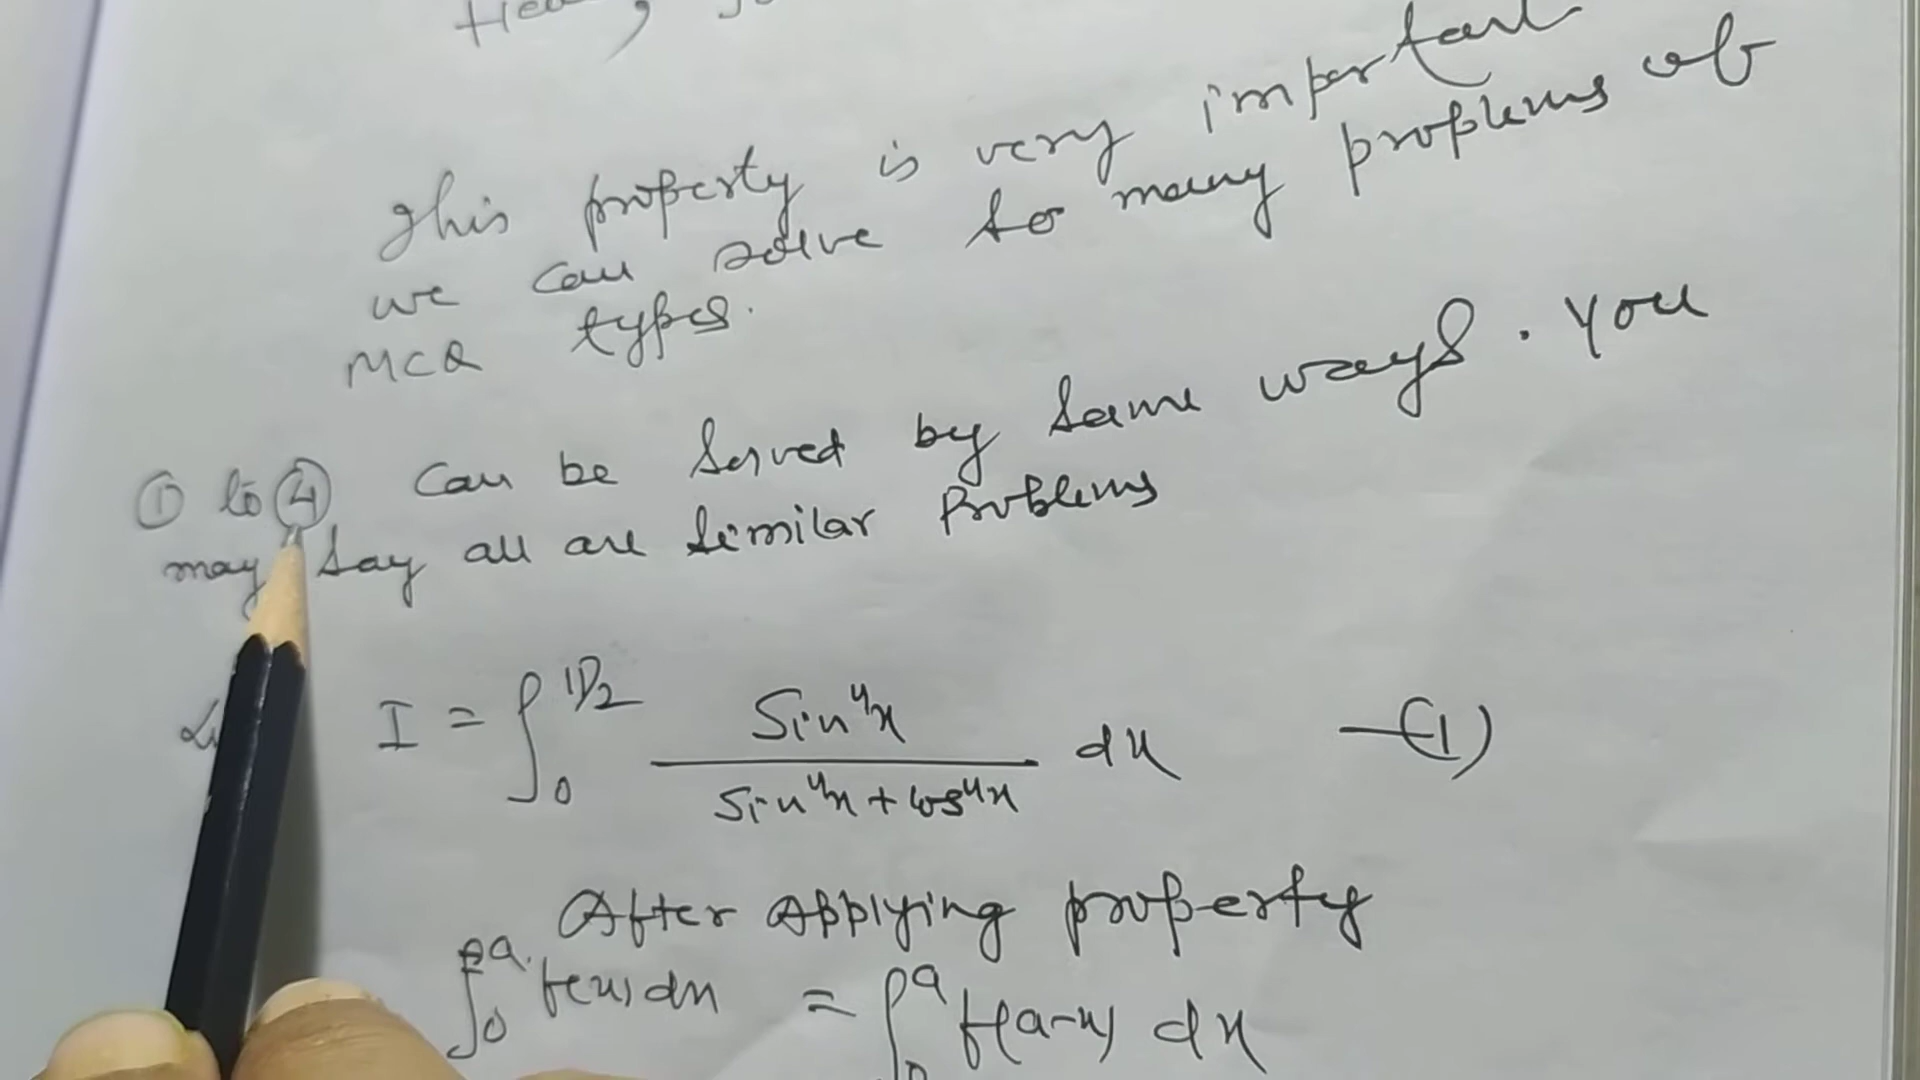 This property is very important
we can solve so many problems of
MCQ types.
① to ④ can be solved by same ways. You
may say all are similar Problems
I = ∫₀^{π/2} Sin⁴x / (Sin⁴x + cos⁴x) dx —(1)
After Applying property
∫₀^a f(x) dx = ∫₀^a f(a-x) dx